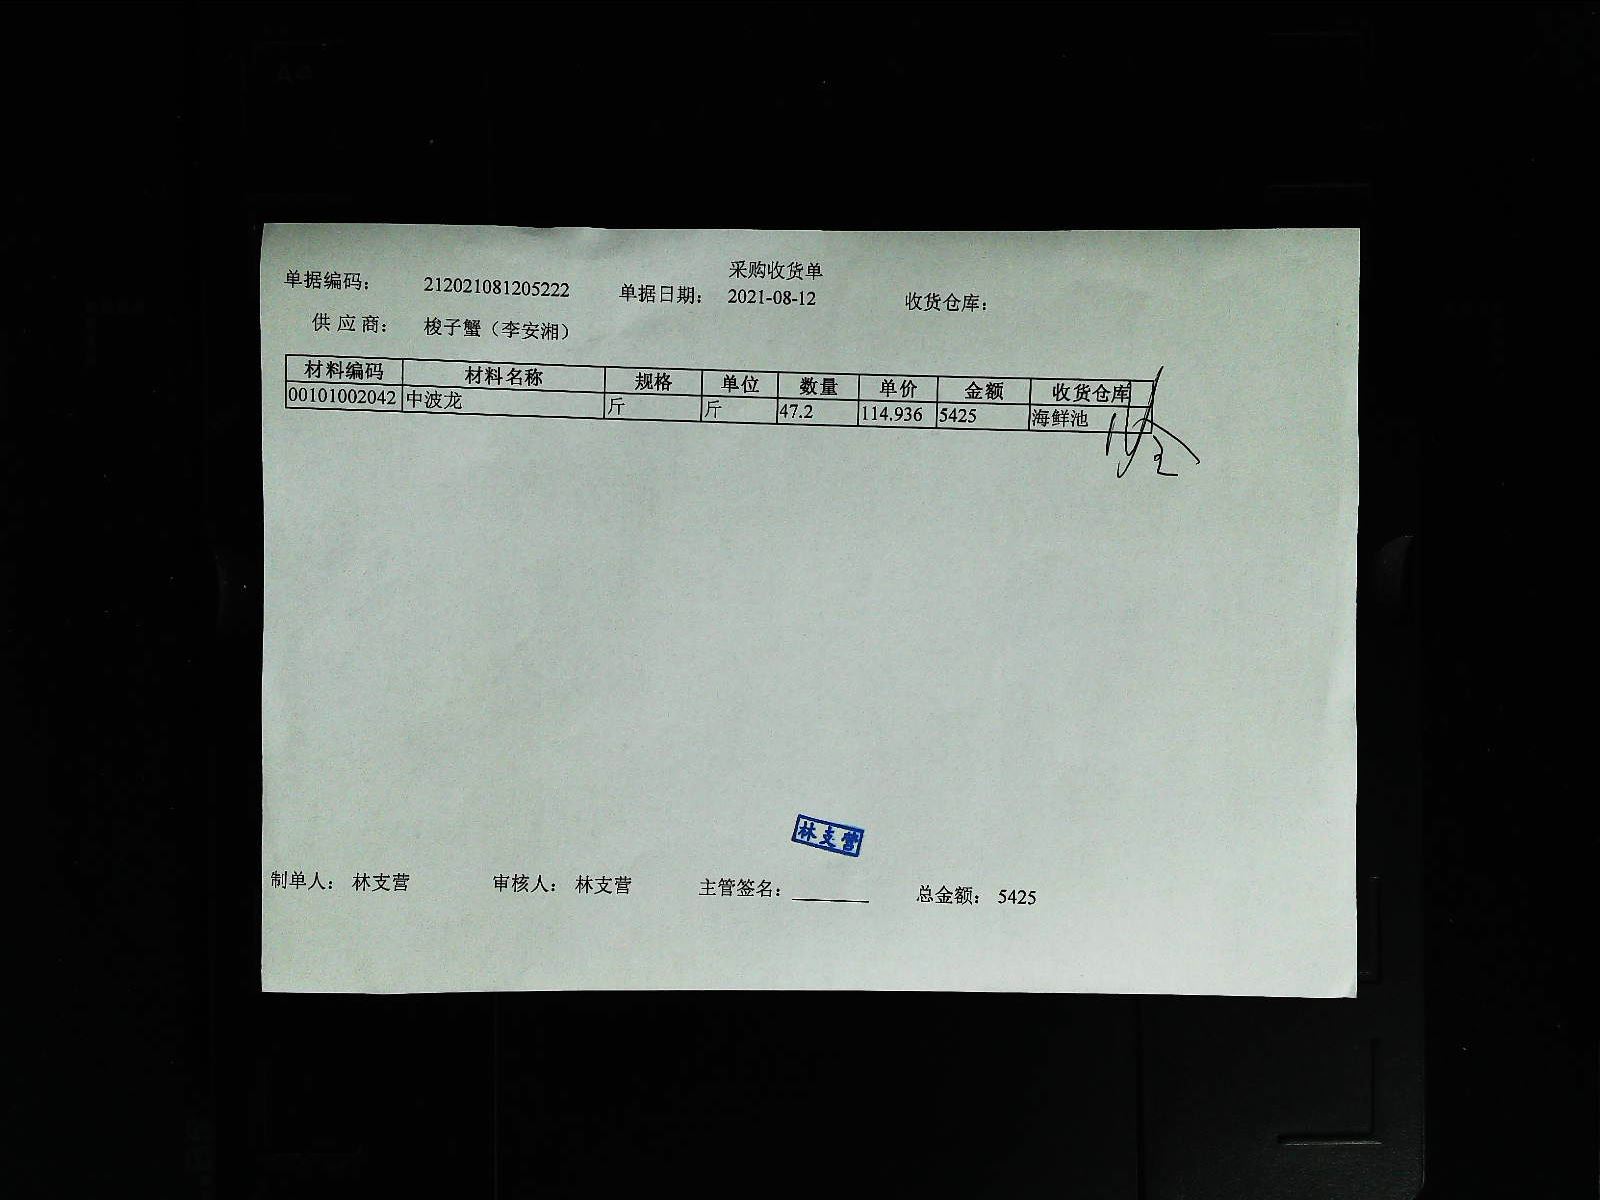 采购收货单
单据编码： 212021081205222 单据日期： 2021-08-12 收货仓库：
供 应 商： 梭子蟹（李安湘）
材料编码 材料名称 规格 单位 数量 单价 金额 收货仓库
00101002042 中波龙 斤 斤 47.2 114.936 5425 海鲜池
林支营
制单人： 林支营 审核人： 林支营 主管签名： 总金额： 5425